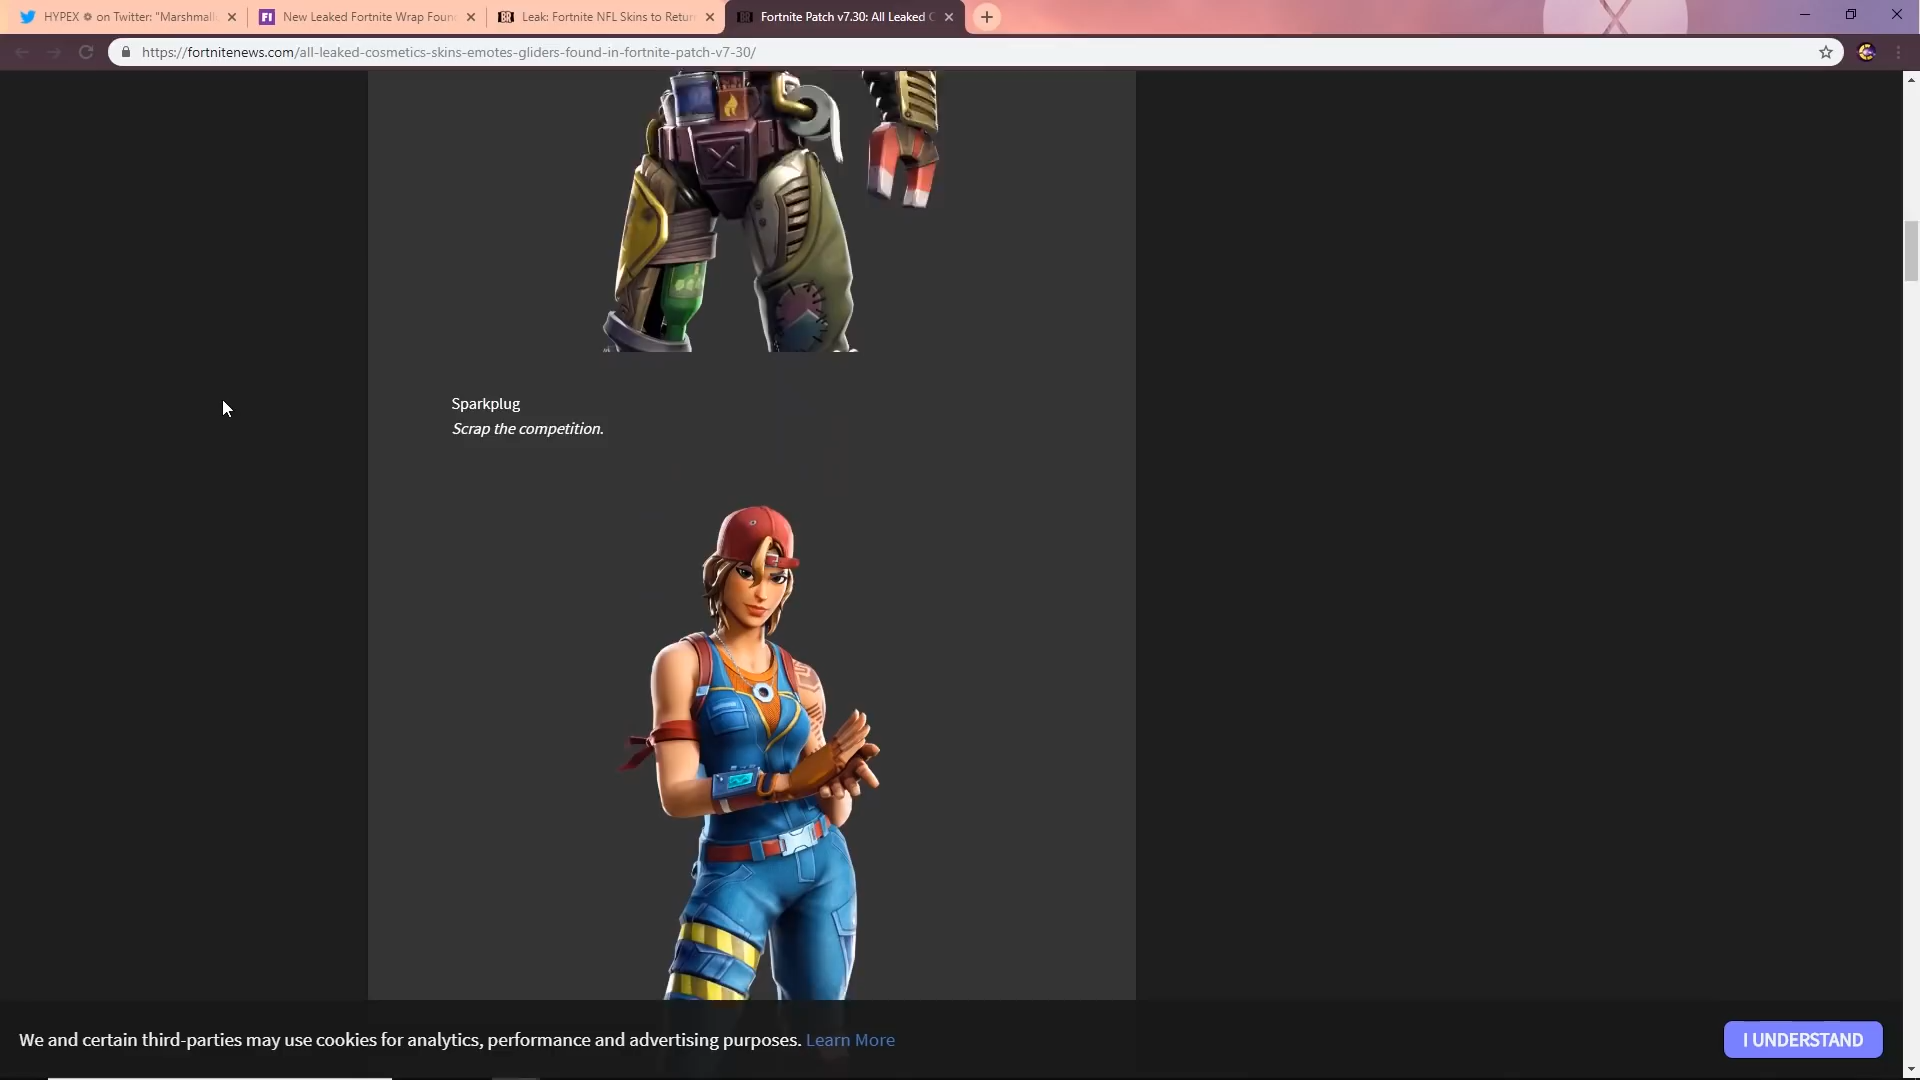 HYPEX ⚙ on Twitter: "Marshmall
New Leaked Fortnite Wrap Foun
Leak: Fortnite NFL Skins to Retur
Fortnite Patch v7.30: All Leaked C
https://fortnitenews.com/all-leaked-cosmetics-skins-emotes-gliders-found-in-fortnite-patch-v7-30/
Sparkplug
Scrap the competition.
We and certain third-parties may use cookies for analytics, performance and advertising purposes. Learn More
I UNDERSTAND